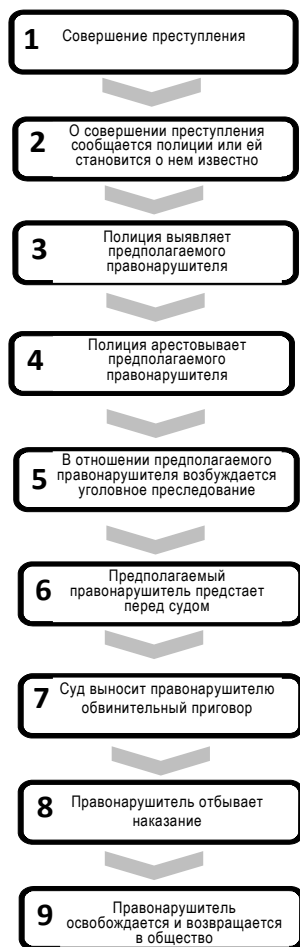 1 Совершение преступления
О совершении преступления
2 сообщается полиции или ей
становится о нем известно
Полиция выявляет
3 предполагаемого
правонарушителя
Полиция арестовывает
4 предполагаемого
правонарушителя
В отношении предполагаемого
5 правонарушителя возбуждается
уголовное преследование
Предполагаемый
6 правонарушитель предстает
перед судом
7 Суд выносит правонарушителю
обвинительный приговор
8 Правонарушитель отбывает
наказание
Правонарушитель
9 освобождается и возвращается
в общество